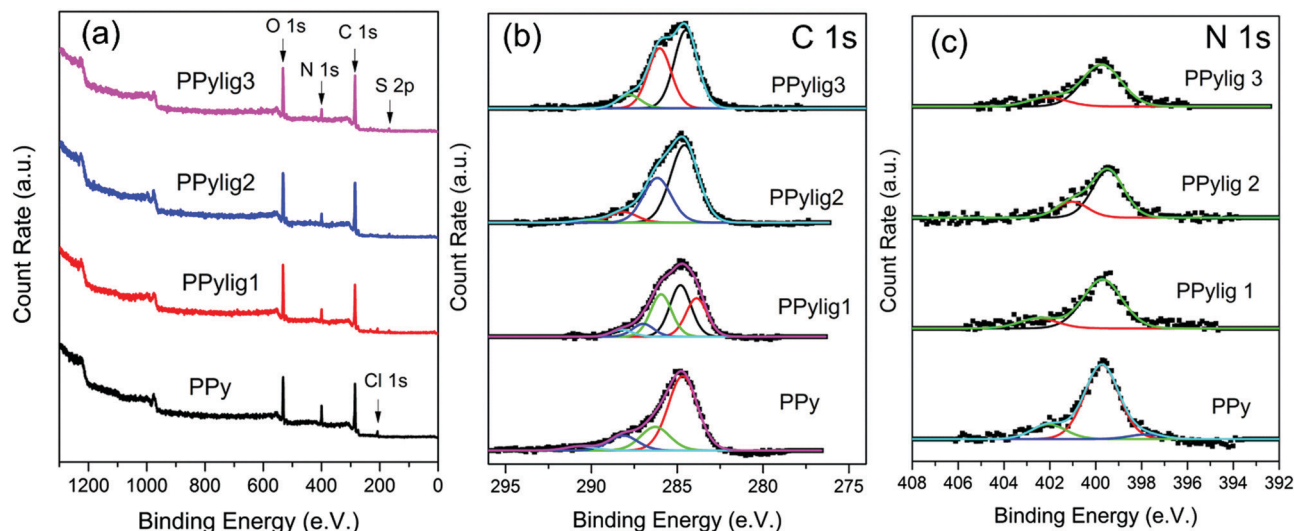 (a)
O 1s
C 1s
N 1s
S 2p
PPylig3
PPylig2
PPylig1
Cl 1s
PPy
Count Rate (a.u.)
1200 1000 800 600 400 200 0
Binding Energy (e.V.)
(b)
C 1s
PPylig3
PPylig2
PPylig1
PPy
Count Rate (a.u.)
295 290 285 280 275
Binding Energy (e.V.)
(c)
N 1s
PPylig 3
PPylig 2
PPylig 1
PPy
Count Rate (a.u.)
408 406 404 402 400 398 396 394 392
Binding Energy (e.V.)